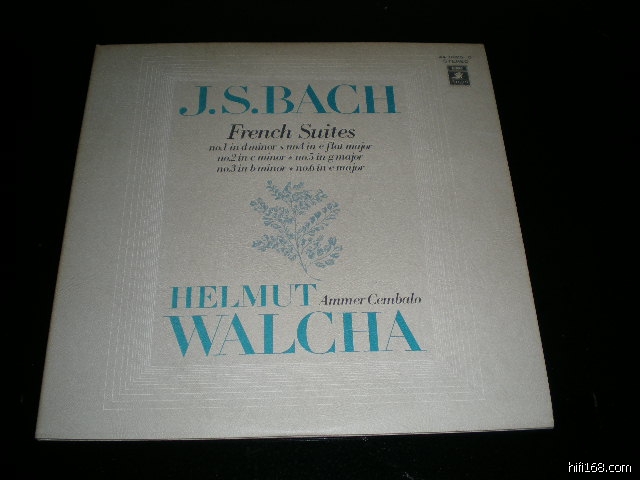 STEREO
J.S.BACH
French Suites
no.1 in d minor • no.4 in e flat major
no.2 in c minor • no.5 in g major
no.3 in b minor • no.6 in e major
HELMUT Ammer Cembalo
WALCHA
hifi168.com